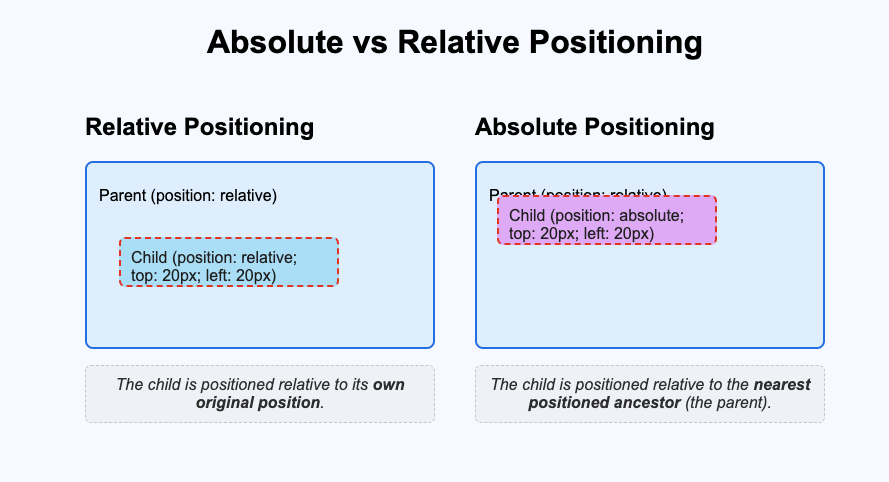 Absolute vs Relative Positioning
Relative Positioning
Parent (position: relative)
Child (position: relative;
top: 20px; left: 20px)
The child is positioned relative to its own
original position.
Absolute Positioning
Parent (position: relative)
Child (position: absolute;
top: 20px; left: 20px)
The child is positioned relative to the nearest
positioned ancestor (the parent).